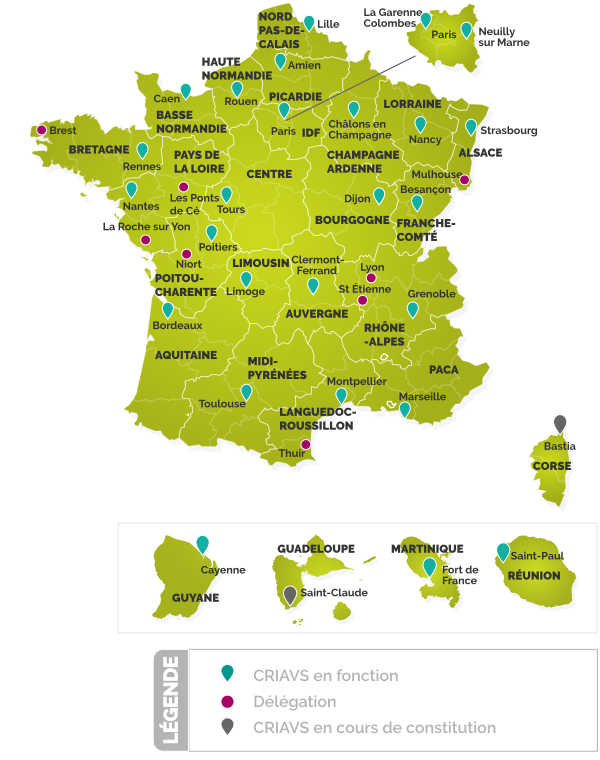 NORD
PAS-DE-
CALAIS
Lille
La Garenne
Colombes
Paris
Neuilly
sur Marne
HAUTE
NORMANDIE
Amien
Caen
Rouen
PICARDIE
LORRAINE
BASSE
NORMANDIE
Paris
IDF
Châlons en
Champagne
Nancy
Strasbourg
Brest
BRETAGNE
Rennes
PAYS DE
LA LOIRE
CENTRE
CHAMPAGNE
ARDENNE
ALSACE
Mulhouse
Besançon
Nantes
Les Ponts
de Cé
Tours
Dijon
BOURGOGNE
FRANCHE-
COMTÉ
La Roche sur Yon
Poitiers
Niort
LIMOUSIN
Clermont-
Ferrand
Lyon
POITOU-
CHARENTE
Limoge
St Étienne
Grenoble
Bordeaux
AUVERGNE
RHÔNE
-ALPES
AQUITAINE
MIDI-
PYRÉNÉES
PACA
Montpellier
Toulouse
Marseille
LANGUEDOC-
ROUSSILLON
Thuir
Bastia
CORSE
Cayenne
GUYANE
GUADELOUPE
Saint-Claude
MARTINIQUE
Fort de
France
Saint-Paul
RÉUNION
LÉGENDE
CRIAVS en fonction
Délégation
CRIAVS en cours de constitution